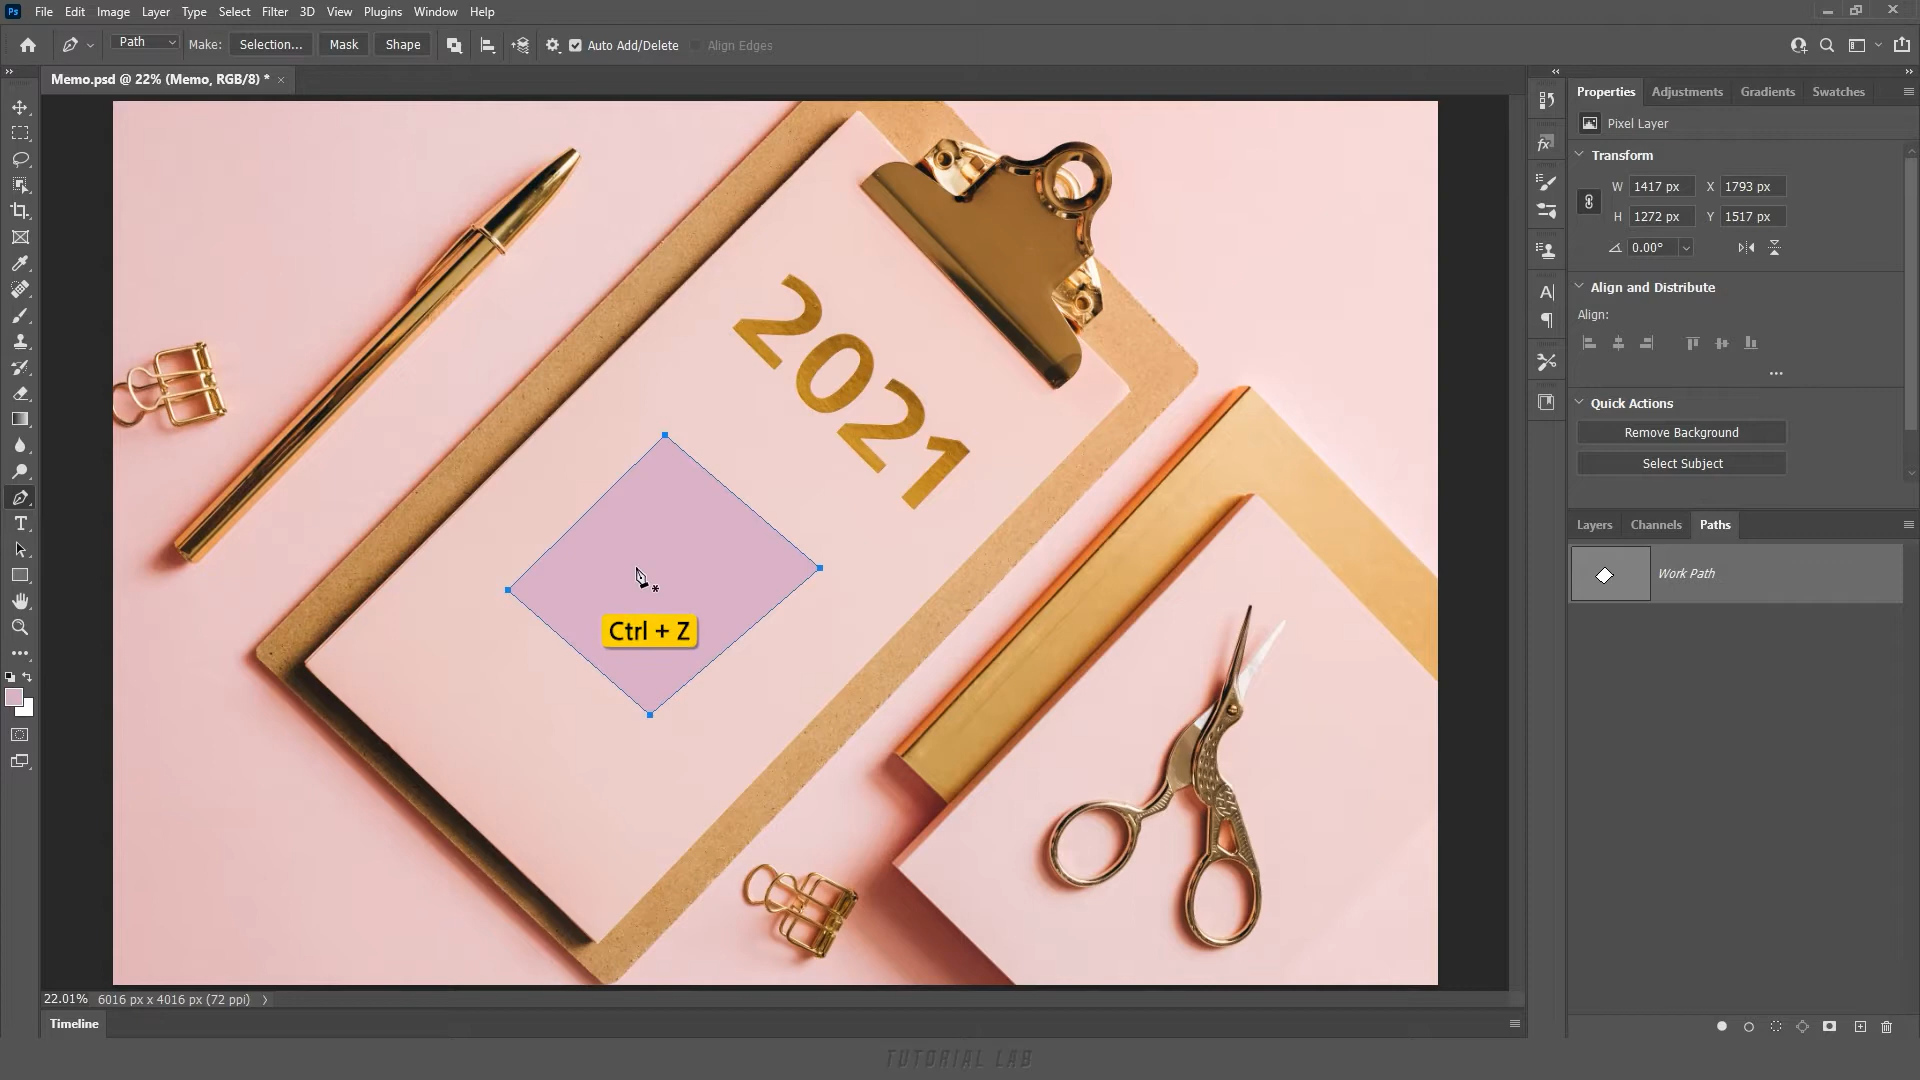 Ps File Edit Image Layer Type Select Filter 3D View Plugins Window Help
Path Make: Selection... Mask Shape Auto Add/Delete Align Edges
Memo.psd @ 22% (Memo, RGB/8) * ×
2021
Ctrl + Z
Properties Adjustments Gradients Swatches
Pixel Layer
Transform
W 1417 px X 1793 px
H 1272 px Y 1517 px
0.00°
Align and Distribute
Align:
Quick Actions
Remove Background
Select Subject
Layers Channels Paths
Work Path
22.01% 6016 px x 4016 px (72 ppi)
Timeline
TUTORIAL LAB